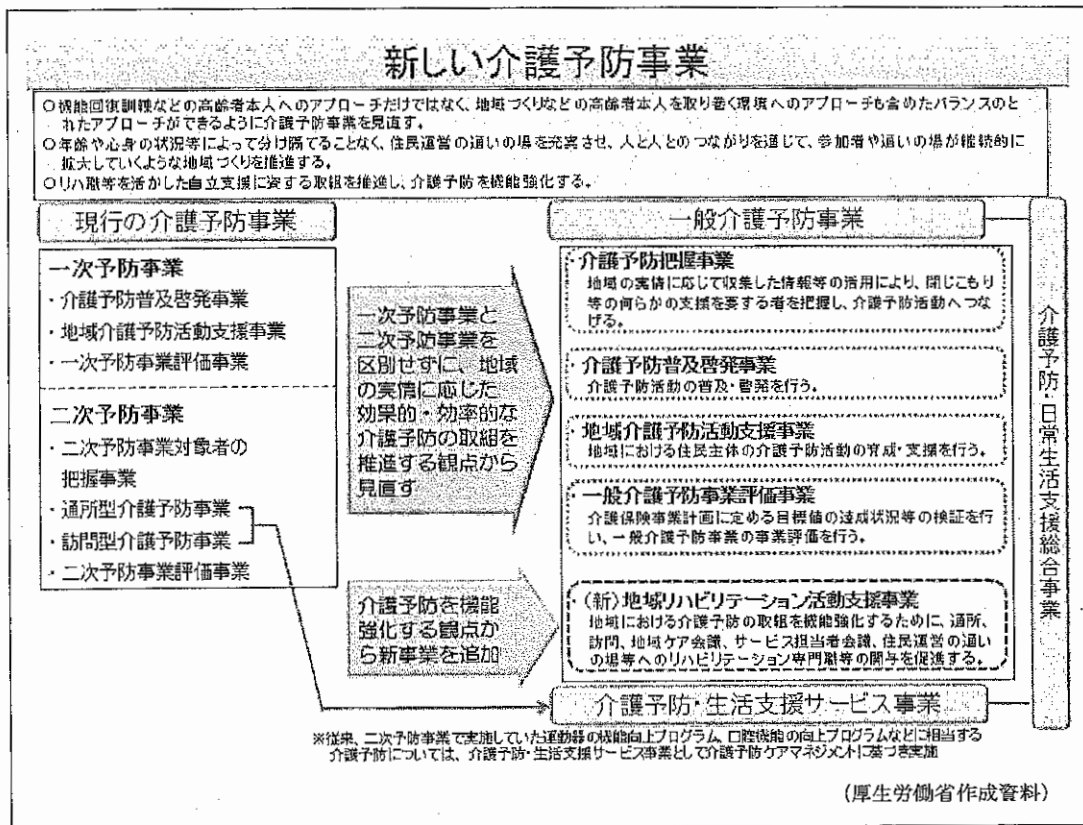 新しい介護予防事業
○機能回復訓練などの高齢者本人へのアプローチだけではなく、地域づくりなどの高齢者本人を取り巻く環境へのアプローチも含めたバランスのと
れたアプローチができるように介護予防事業を見直す。
○年齢や心身の状況等によって分け隔てることなく、住民運営の通いの場を充実させ、人と人とのつながりを通じて、参加者や通いの場が継続的に
拡大していくような地域づくりを推進する。
○リハ職等を活かした自立支援に資する取組を推進し、介護予防を機能強化する。
現行の介護予防事業
一次予防事業
・介護予防普及啓発事業
・地域介護予防活動支援事業
・一次予防事業評価事業
二次予防事業
・二次予防事業対象者の
把握事業
・通所型介護予防事業
・訪問型介護予防事業
・二次予防事業評価事業
一次予防事業と
二次予防事業を
区別せずに、地域
の実情に応じた
効果的・効率的な
介護予防の取組を
推進する観点から
見直す
介護予防を機能
強化する観点か
ら新事業を追加
一般介護予防事業
・介護予防把握事業
地域の実情に応じて収集した情報等の活用により、閉じこもり
等の何らかの支援を要する者を把握し、介護予防活動へつな
げる。
・介護予防普及啓発事業
介護予防活動の普及・啓発を行う。
・地域介護予防活動支援事業
地域における住民主体の介護予防活動の育成・支援を行う。
・一般介護予防事業評価事業
介護保険事業計画に定める目標値の達成状況等の検証を行
い、一般介護予防事業の事業評価を行う。
・(新)地域リハビリテーション活動支援事業
地域における介護予防の取組を機能強化するために、通所、
訪問、地域ケア会議、サービス担当者会議、住民運営の通い
の場等へのリハビリテーション専門職等の関与を促進する。
介護予防・生活支援サービス事業
介護予防・日常生活支援総合事業
※従来、二次予防事業で実施していた運動器の機能向上プログラム、口腔機能の向上プログラムなどに相当する
介護予防については、介護予防・生活支援サービス事業として介護予防ケアマネジメントに基づき実施
(厚生労働省作成資料)